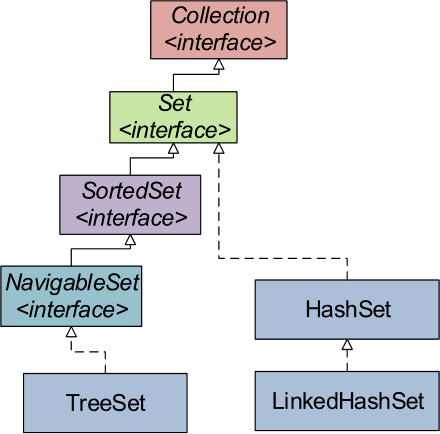 Collection
<interface>
Set
<interface>
SortedSet
<interface>
NavigableSet
<interface>
HashSet
TreeSet
LinkedHashSet